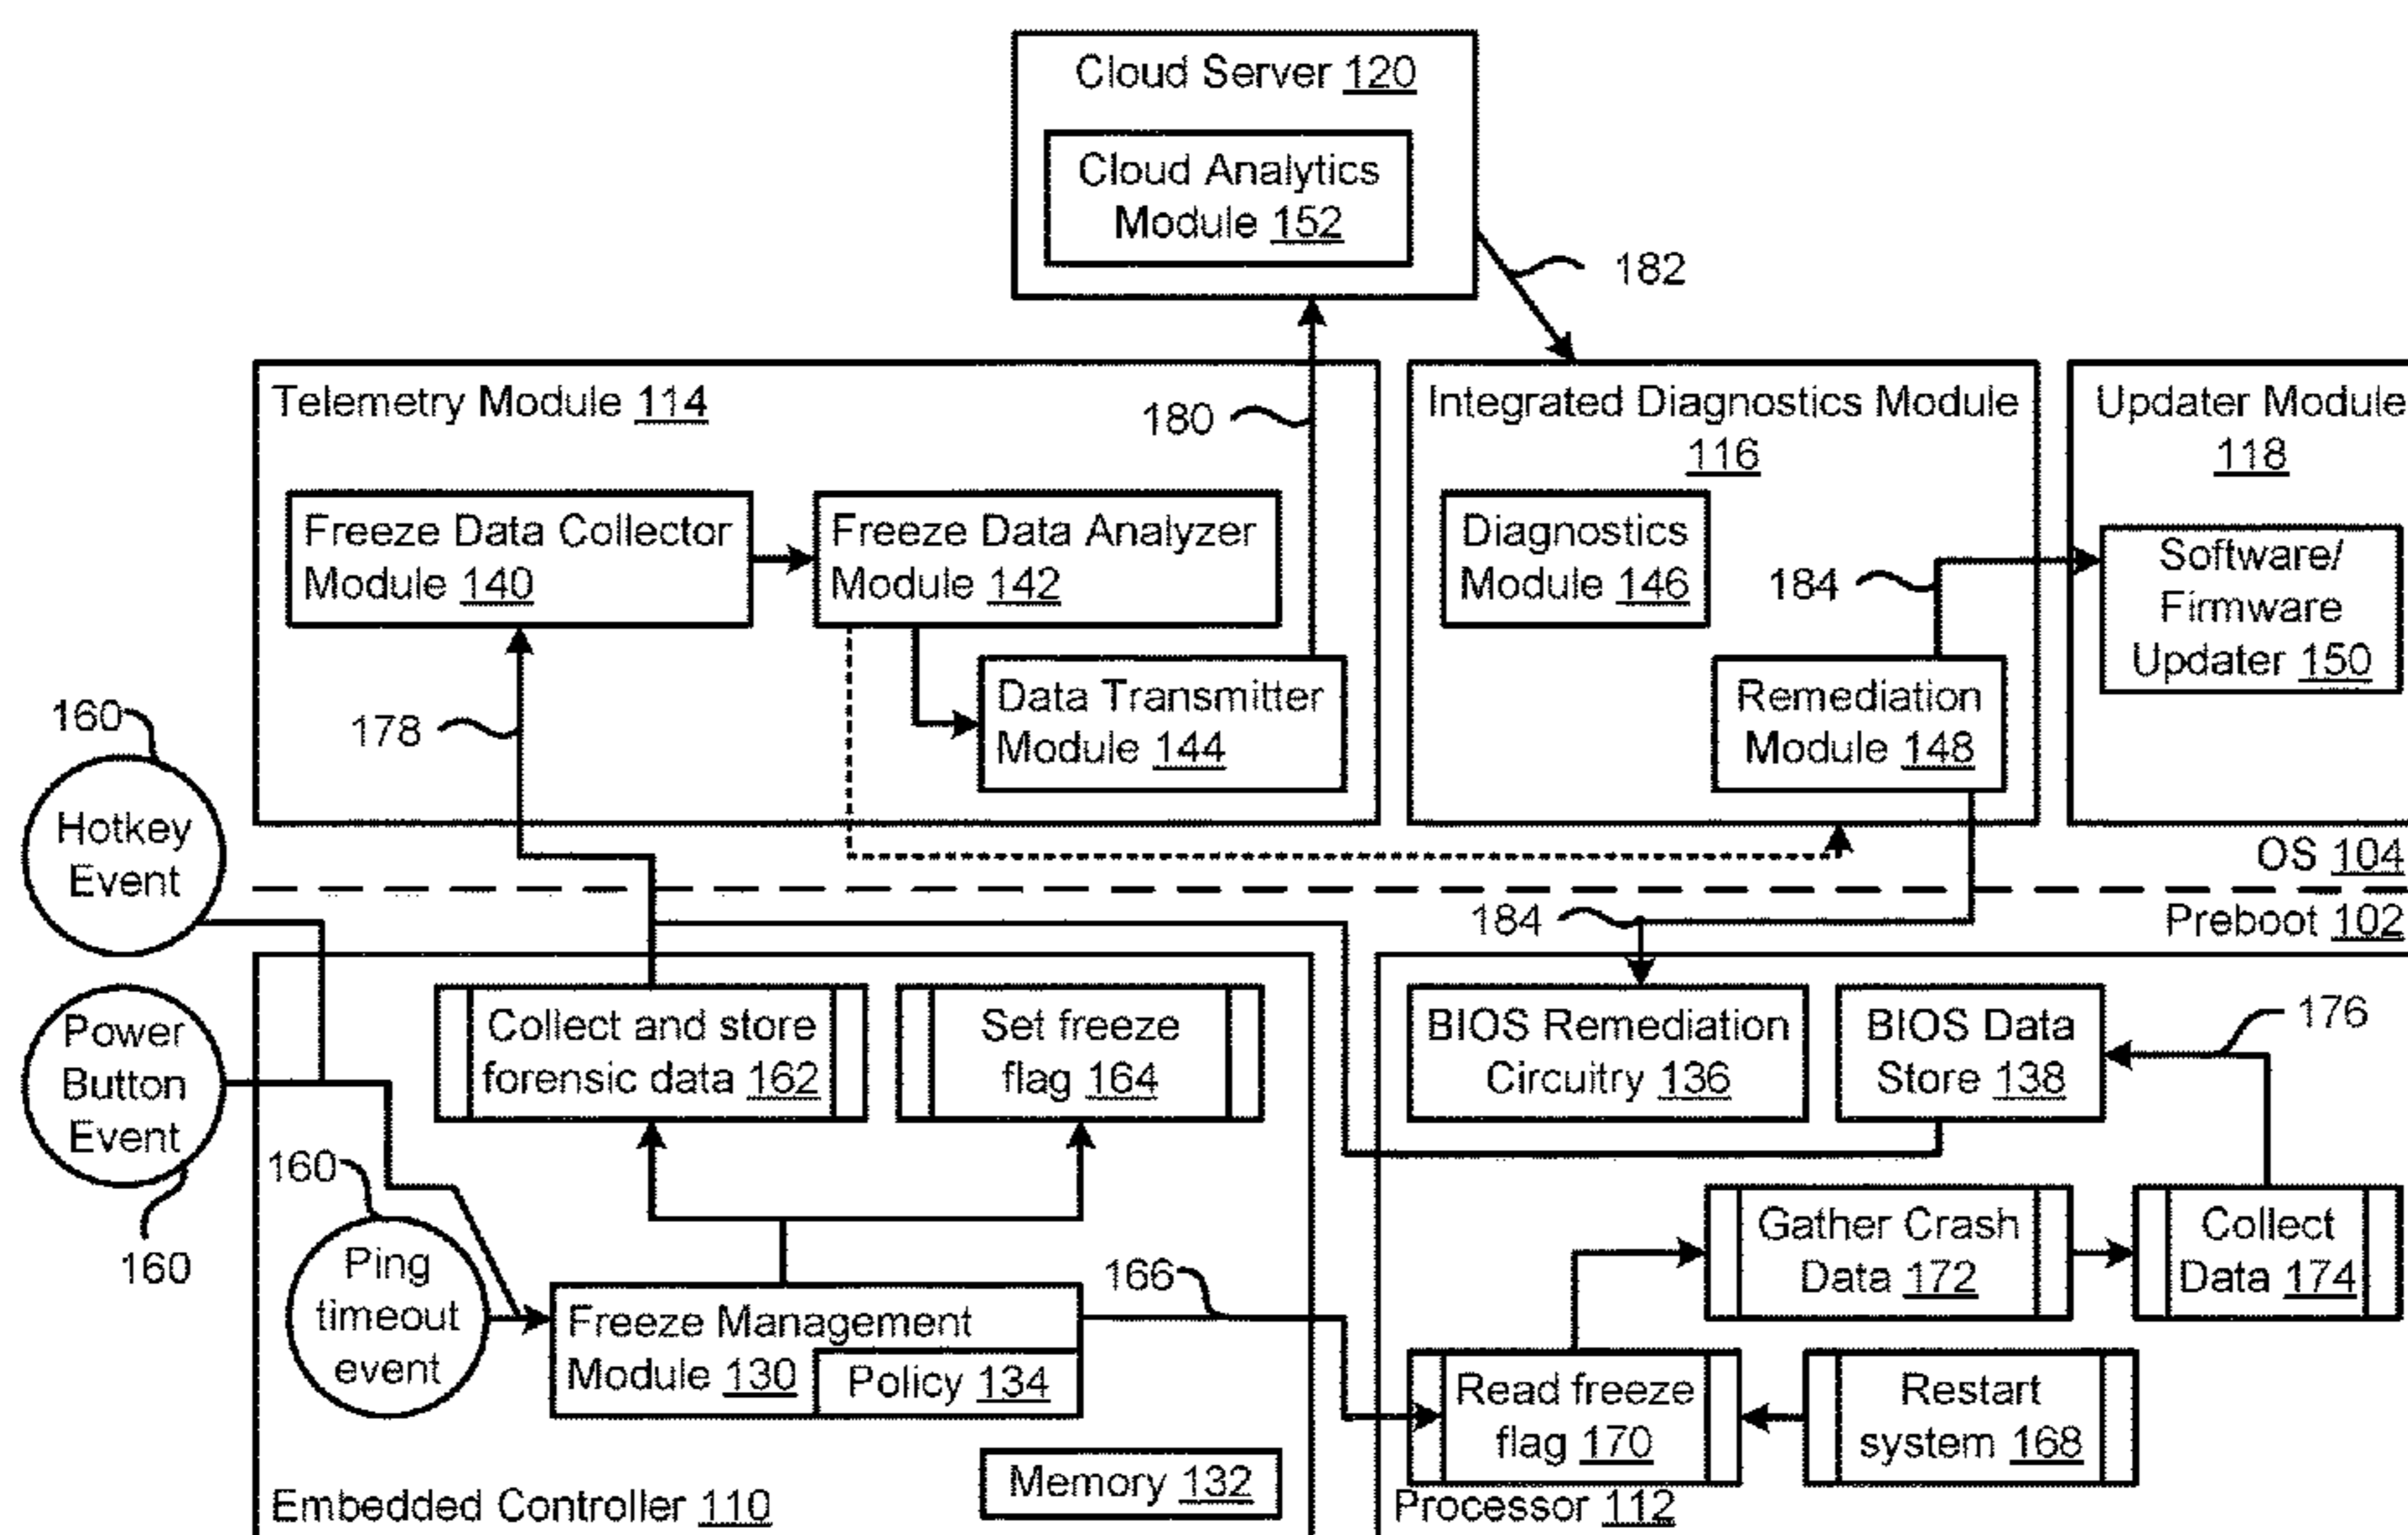 Cloud Server 120
Cloud Analytics
Module 152
182
Telemetry Module 114
180
Freeze Data Collector
Module 140
Freeze Data Analyzer
Module 142
Data Transmitter
Module 144
178
Integrated Diagnostics Module
116
Diagnostics
Module 146
184
Remediation
Module 148
Updater Module
118
Software/
Firmware
Updater 150
OS 104
Preboot 102
160
Hotkey
Event
Power
Button
Event
160
160
Ping
timeout
event
Collect and store
forensic data 162
Set freeze
flag 164
Freeze Management
Module 130
Policy 134
Memory 132
Embedded Controller 110
166
184
BIOS Remediation
Circuitry 136
BIOS Data
Store 138
176
Gather Crash
Data 172
Collect
Data 174
Read freeze
flag 170
Restart
system 168
Processor 112